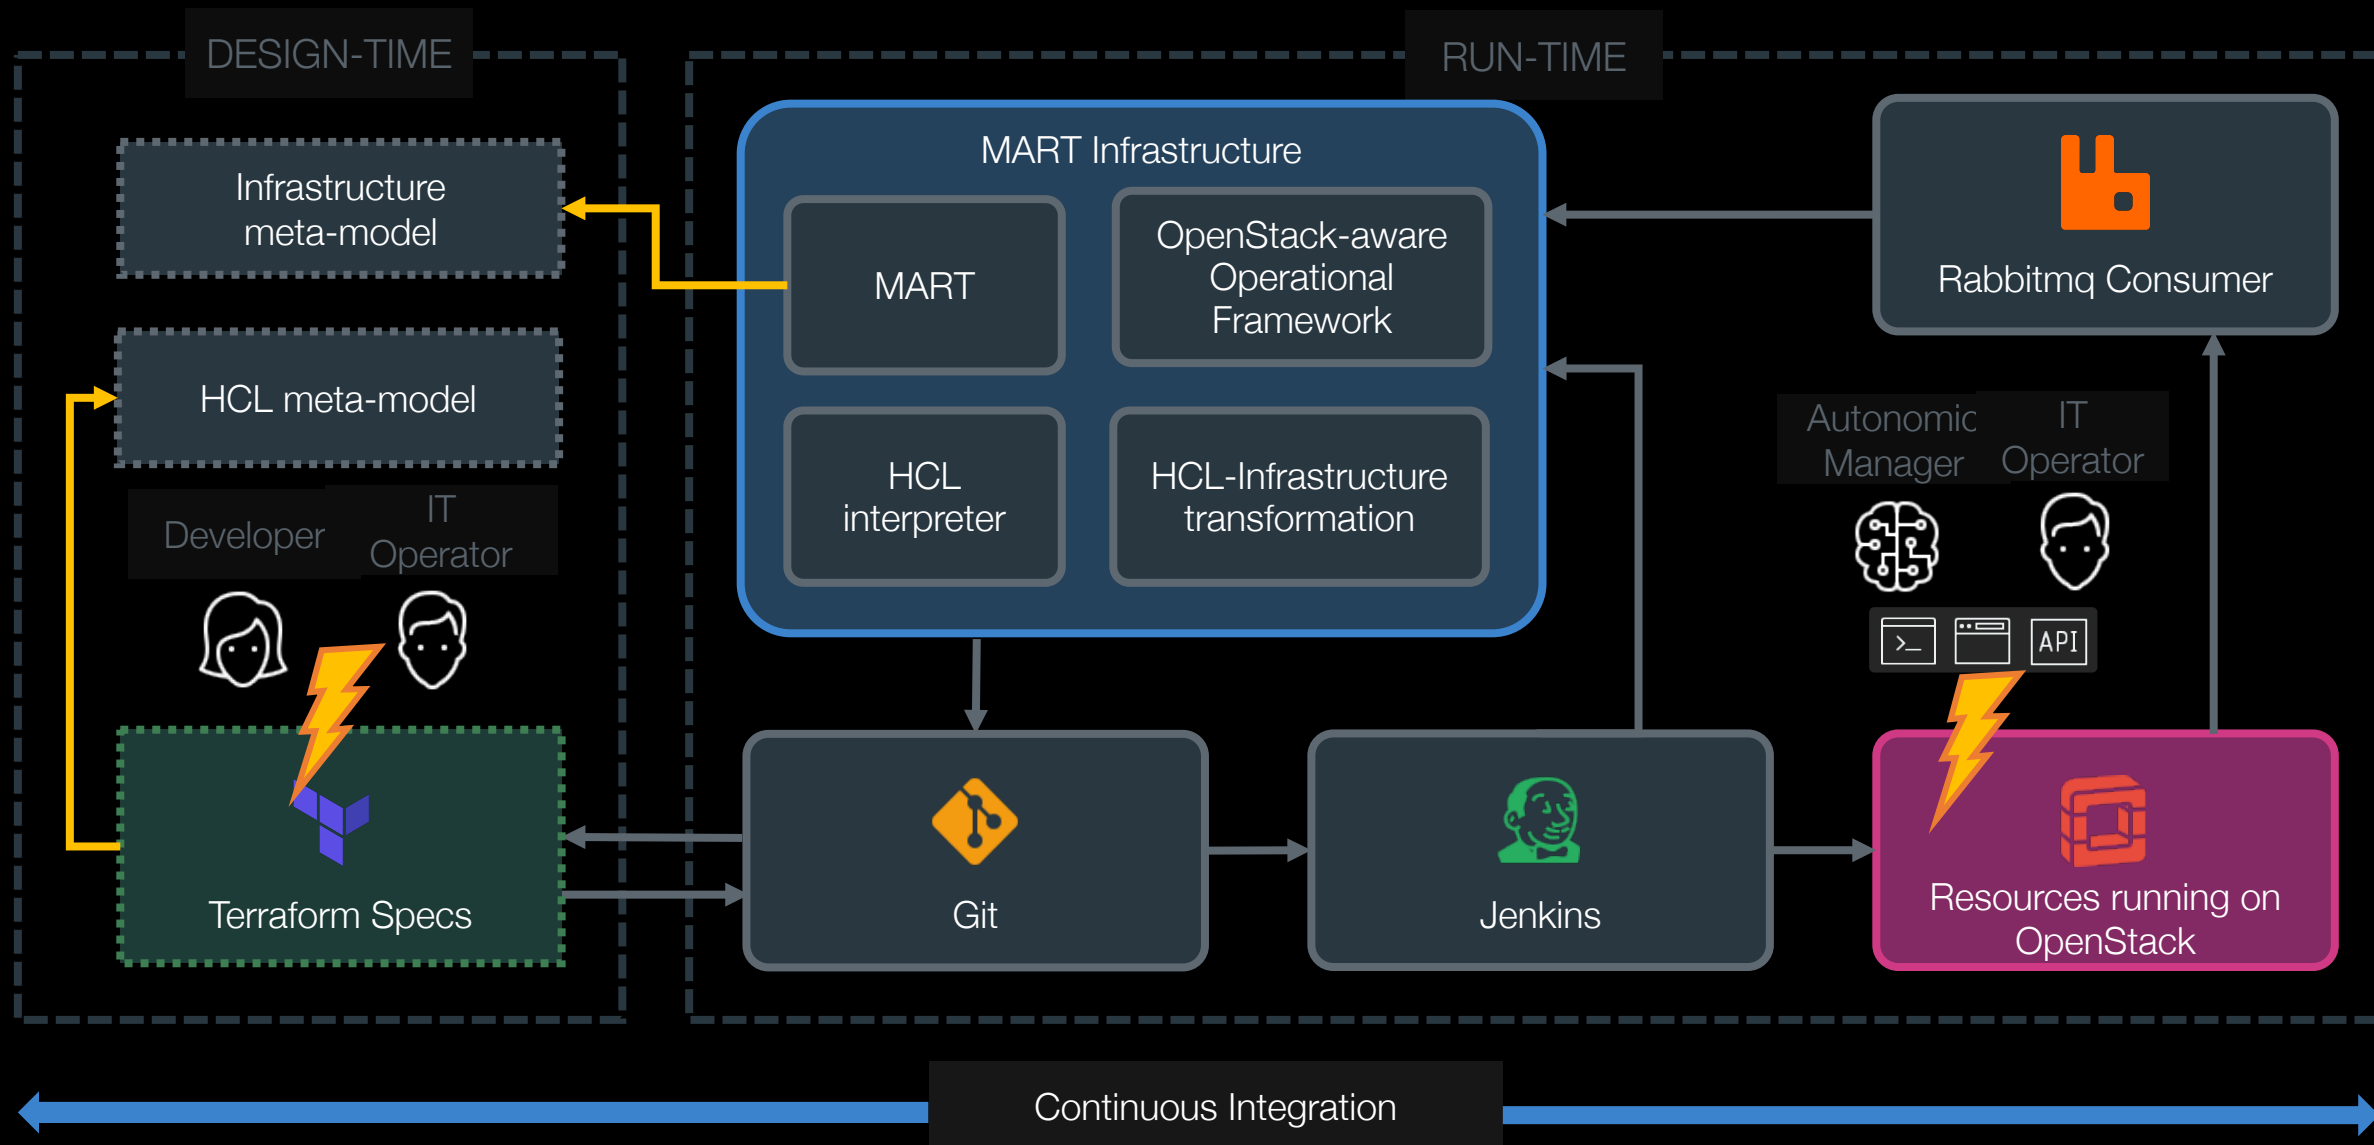 DESIGN-TIME
RUN-TIME
Infrastructure
meta-model
HCL meta-model
Developer
IT
Operator
Terraform Specs
MART Infrastructure
MART
OpenStack-aware
Operational
Framework
HCL
interpreter
HCL-Infrastructure
transformation
Rabbitmq Consumer
Autonomic
Manager
IT
Operator
>_
API
Git
Jenkins
Resources running on
OpenStack
Continuous Integration